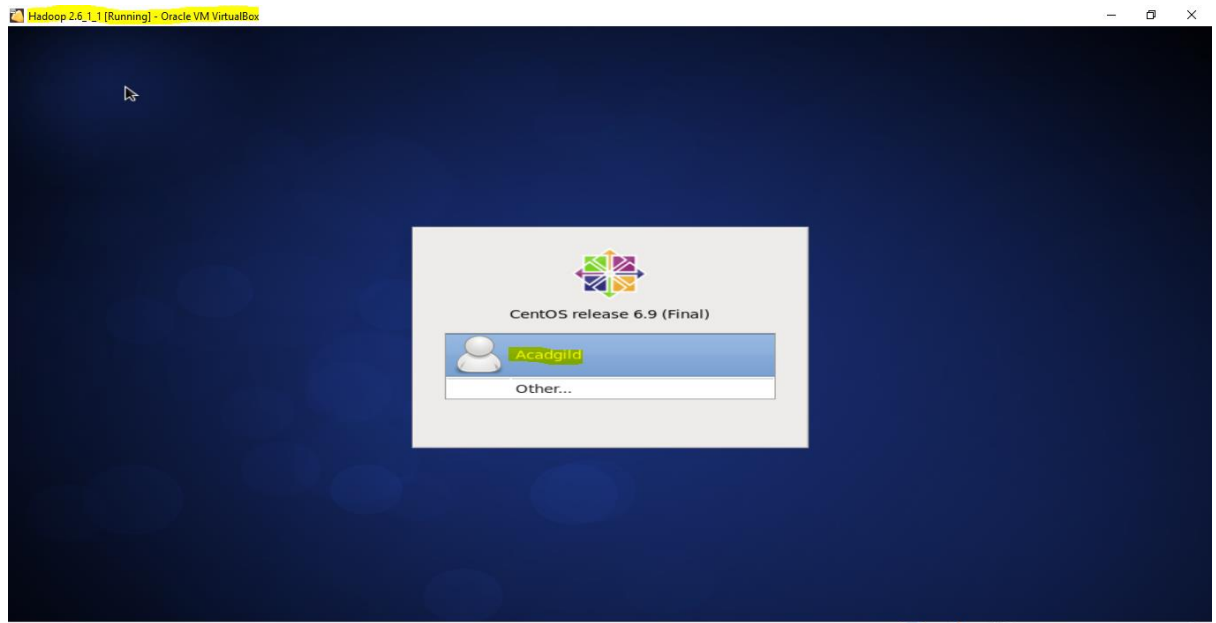 Hadoop 2.6_1_1 [Running] - Oracle VM VirtualBox
CentOS release 6.9 (Final)
Acadgild
Other...